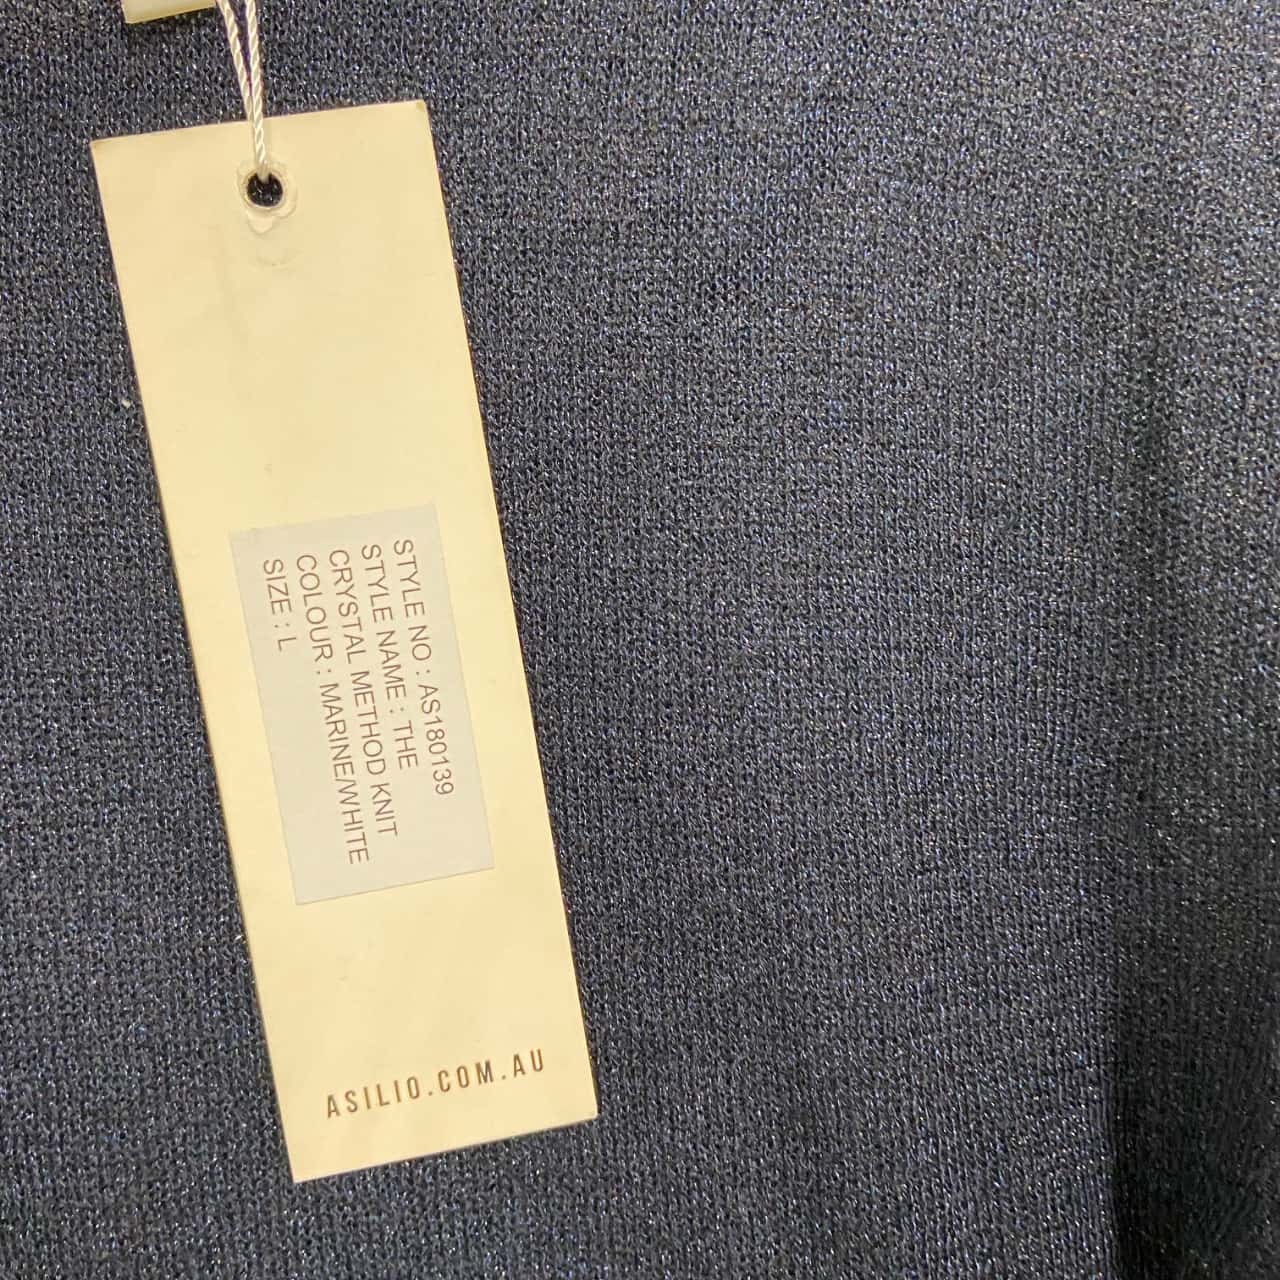 STYLE NO : AS180139
STYLE NAME : THE
CRYSTAL METHOD KNIT
COLOUR : MARINE/WHITE
SIZE : L
ASILIO.COM.AU